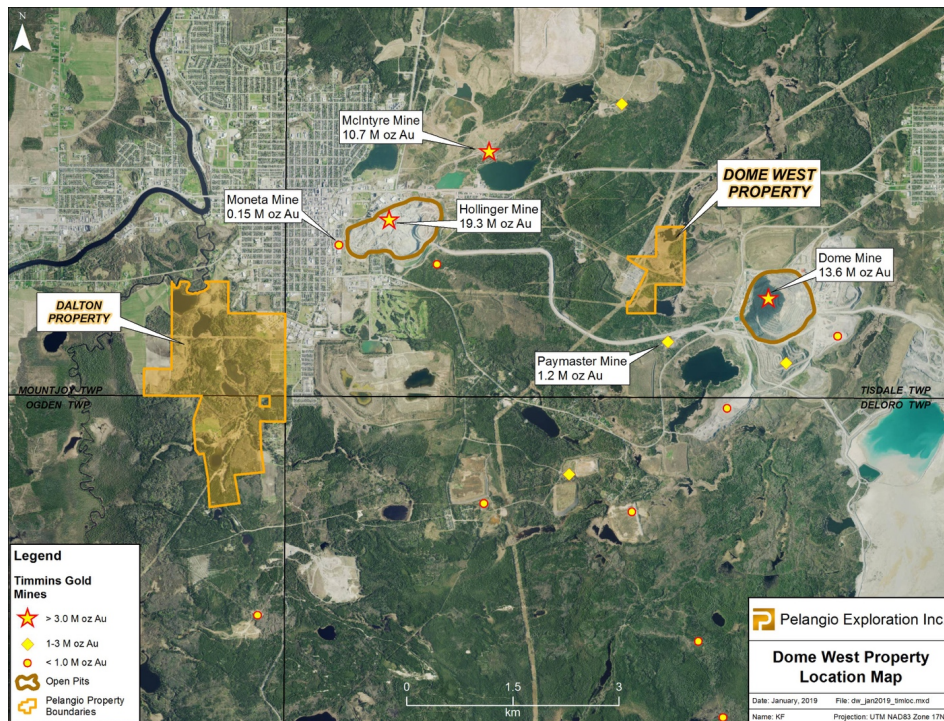 N
McIntyre Mine
10.7 M oz Au
DOME WEST
PROPERTY
Moneta Mine
0.15 M oz Au
Hollinger Mine
19.3 M oz Au
Dome Mine
13.6 M oz Au
DALTON
PROPERTY
Paymaster Mine
1.2 M oz Au
MOUNTJOY TWP
OGDEN TWP
TISDALE TWP
DELORO TWP
Legend
Timmins Gold
Mines
> 3.0 M oz Au
1-3 M oz Au
< 1.0 M oz Au
Open Pits
Pelangio Property
Boundaries
0
1.5
3
km
Pelangio Exploration Inc
Dome West Property
Location Map
Date: January, 2019
File: dw_jan2019_timloc.mxd
Name: KF
Projection: UTM NAD83 Zone